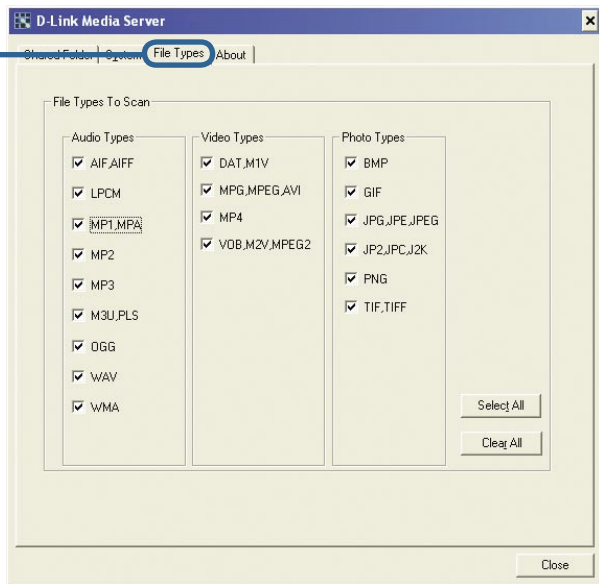 D-Link Media Server
Shared Folder System File Types About
File Types To Scan
Audio Types
AIF,AIFF
LPCM
MP1,MPA
MP2
MP3
M3U,PLS
OGG
WAV
WMA
Video Types
DAT,M1V
MPG,MPEG,AVI
MP4
VOB,M2V,MPEG2
Photo Types
BMP
GIF
JPG,JPE,JPEG
JP2,JPC,J2K
PNG
TIF,TIFF
Select All
Clear All
Close